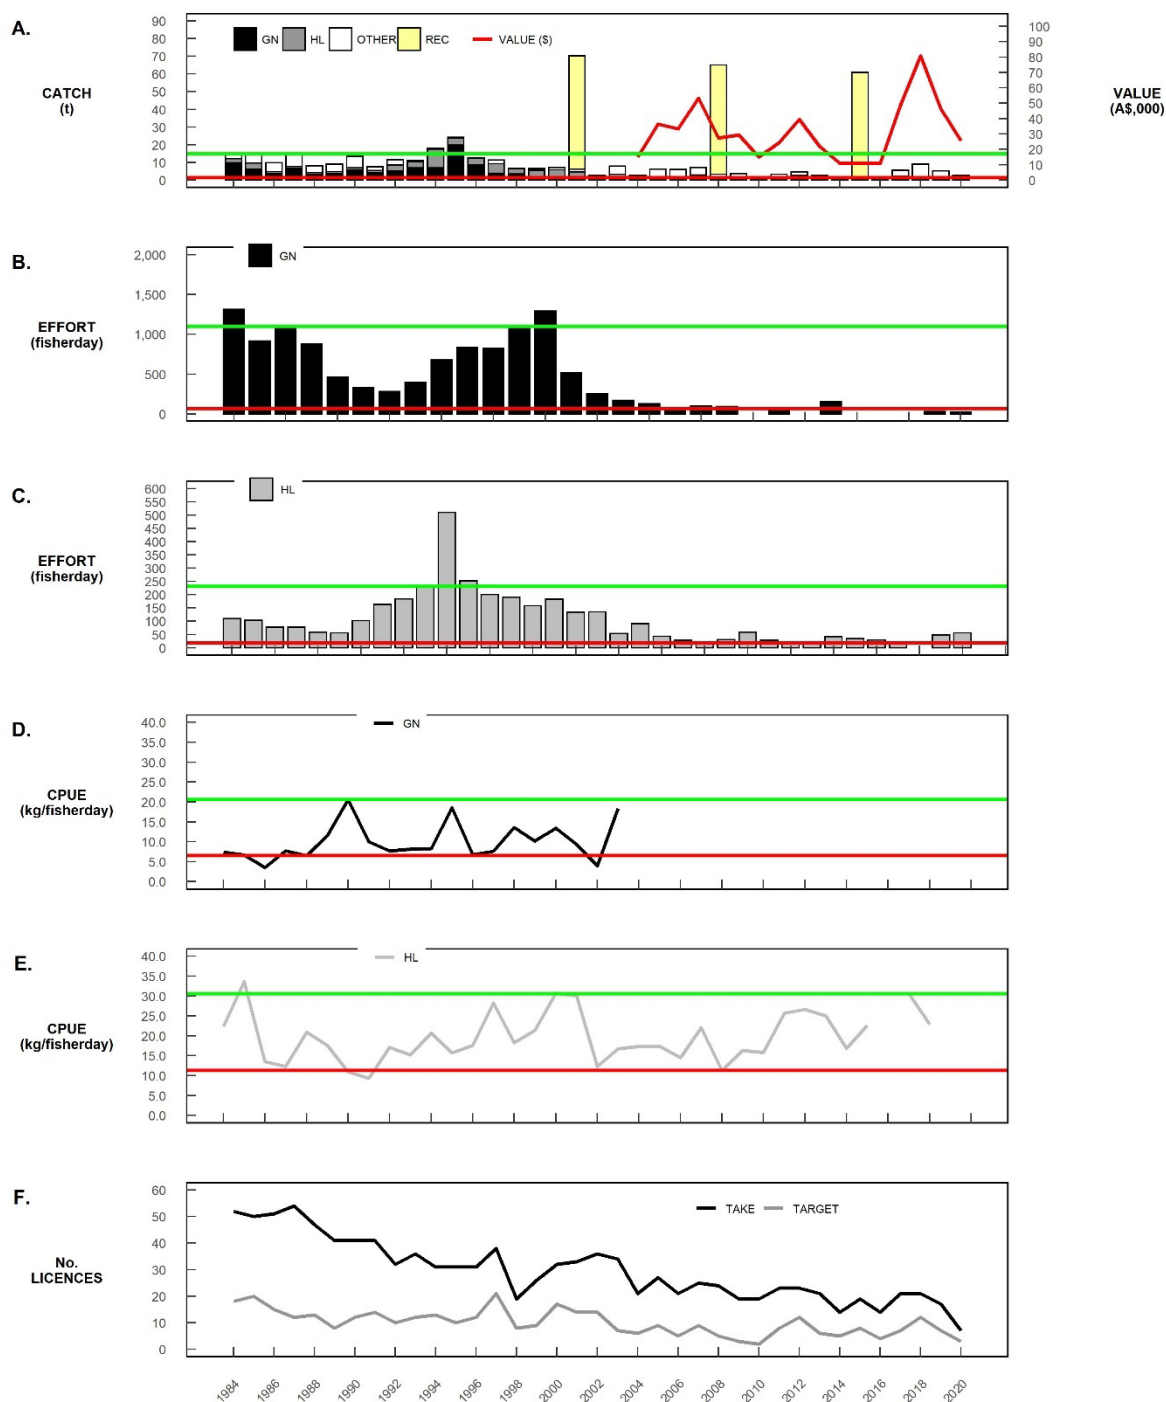 A.
CATCH
(t)
90
80
70
60
50
40
30
20
10
0
GN HL OTHER REC VALUE ($)
100
90
80
70
60
50
40
30
20
10
0
VALUE
(A$,000)
B.
EFFORT
(fisherday)
2,000
1,500
1,000
500
0
GN
C.
EFFORT
(fisherday)
600
550
500
450
400
350
300
250
200
150
100
50
0
HL
D.
CPUE
(kg/fisherday)
40.0
35.0
30.0
25.0
20.0
15.0
10.0
5.0
0.0
GN
E.
CPUE
(kg/fisherday)
40.0
35.0
30.0
25.0
20.0
15.0
10.0
5.0
0.0
HL
F.
No.
LICENCES
60
50
40
30
20
10
0
TAKE TARGET
1984 1986 1988 1990 1992 1994 1996 1998 2000 2002 2004 2006 2008 2010 2012 2014 2016 2018 2020